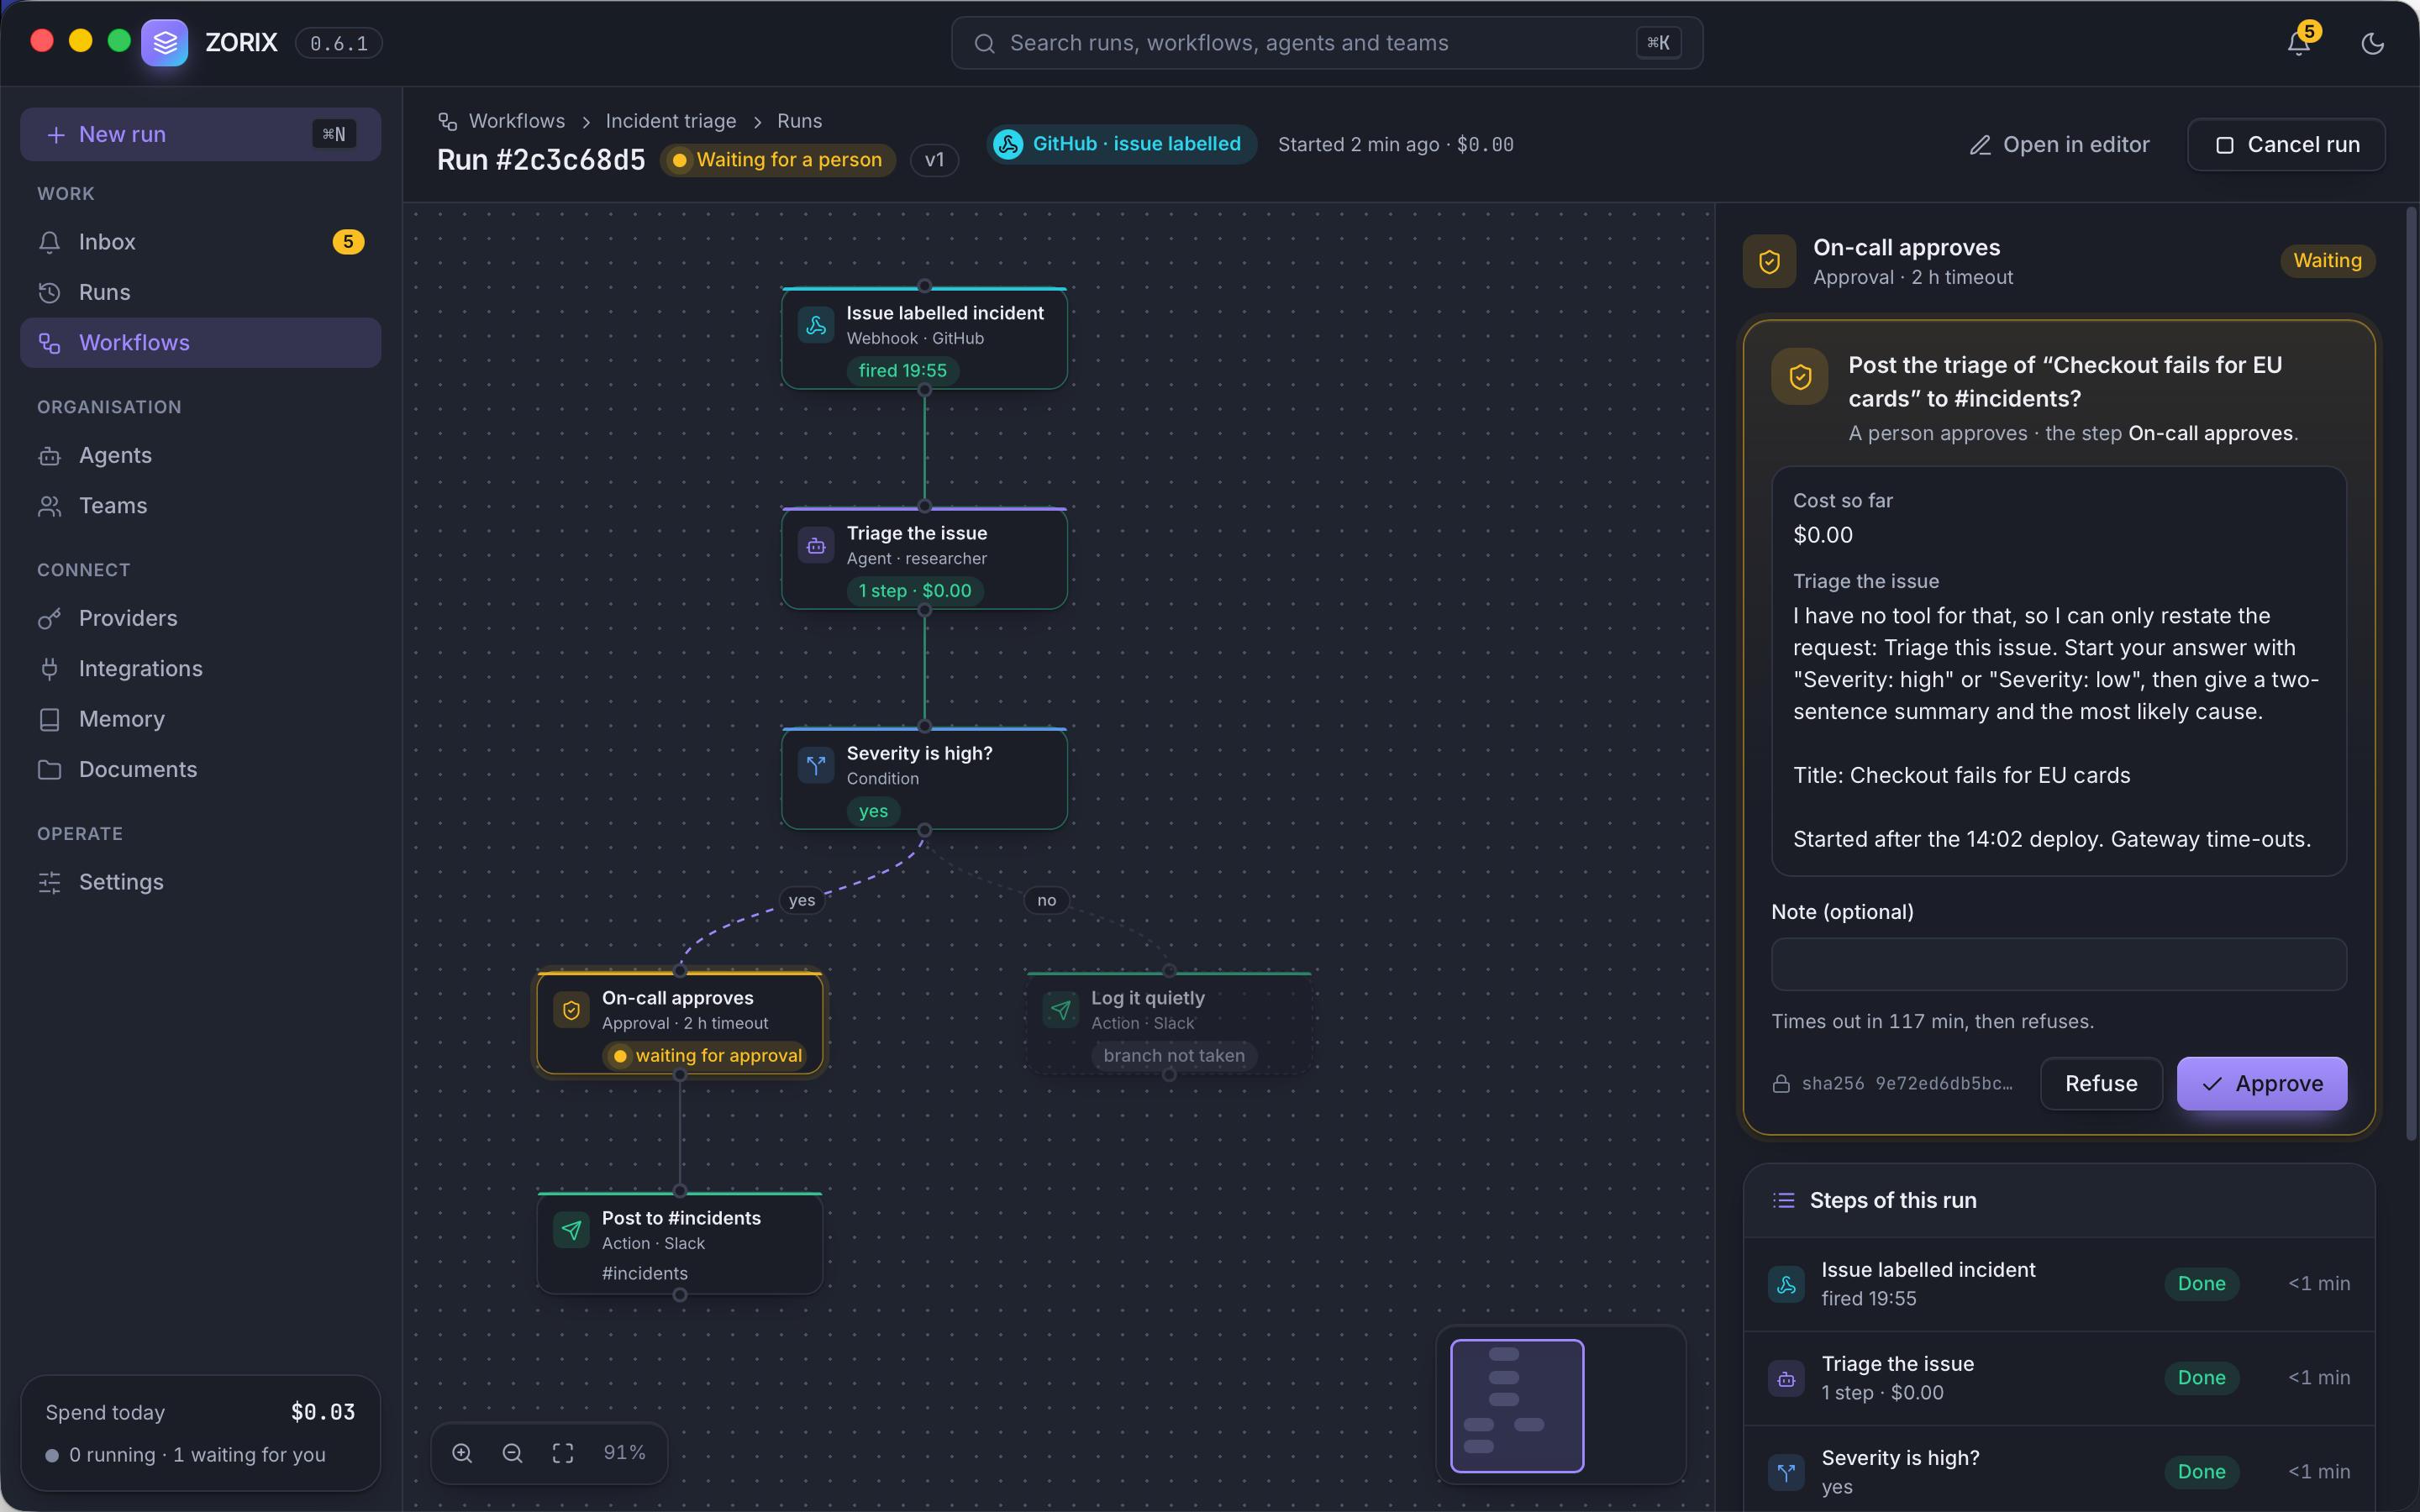 ZORIX 0.6.1
Search runs, workflows, agents and teams ⌘K
5
New run ⌘N
WORK
Inbox 5
Runs
Workflows
ORGANISATION
Agents
Teams
CONNECT
Providers
Integrations
Memory
Documents
OPERATE
Settings
Spend today $0.03
0 running · 1 waiting for you
Workflows > Incident triage > Runs
Run #2c3c68d5 Waiting for a person v1
GitHub · issue labelled Started 2 min ago · $0.00
Open in editor
Cancel run
Issue labelled incident
Webhook · GitHub
fired 19:55
Triage the issue
Agent · researcher
1 step · $0.00
Severity is high?
Condition
yes
yes
no
On-call approves
Approval · 2 h timeout
waiting for approval
Log it quietly
Action · Slack
branch not taken
Post to #incidents
Action · Slack
#incidents
91%
On-call approves
Approval · 2 h timeout
Waiting
Post the triage of “Checkout fails for EU
cards” to #incidents?
A person approves · the step On-call approves.
Cost so far
$0.00
Triage the issue
I have no tool for that, so I can only restate the
request: Triage this issue. Start your answer with
"Severity: high" or "Severity: low", then give a two-
sentence summary and the most likely cause.
Title: Checkout fails for EU cards
Started after the 14:02 deploy. Gateway time-outs.
Note (optional)
Times out in 117 min, then refuses.
sha256 9e72ed6db5bc…
Refuse
Approve
Steps of this run
Issue labelled incident
fired 19:55
Done <1 min
Triage the issue
1 step · $0.00
Done <1 min
Severity is high?
yes
Done <1 min